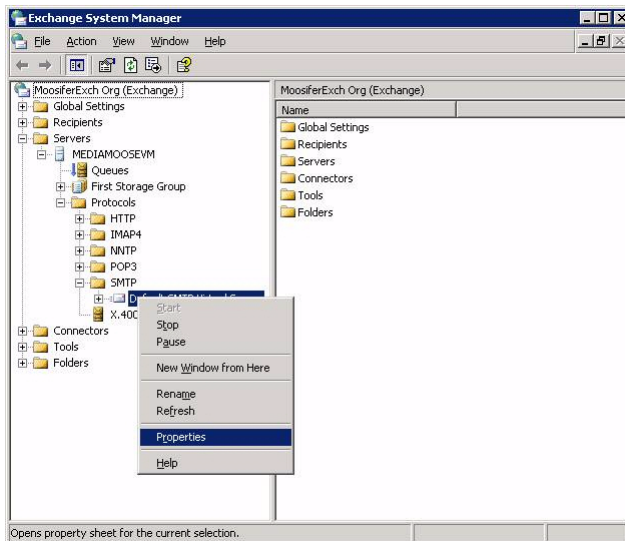 Exchange System Manager
File Action View Window Help
MoosiferExch Org (Exchange)
Global Settings
Recipients
Servers
MEDIAMOOSEVM
Queues
First Storage Group
Protocols
HTTP
IMAP4
NNTP
POP3
SMTP
Default SMTP Virtual
X.400
Connectors
Tools
Folders
Start
Stop
Pause
New Window from Here
Rename
Refresh
Properties
Help
MoosiferExch Org (Exchange)
Name
Global Settings
Recipients
Servers
Connectors
Tools
Folders
Opens property sheet for the current selection.